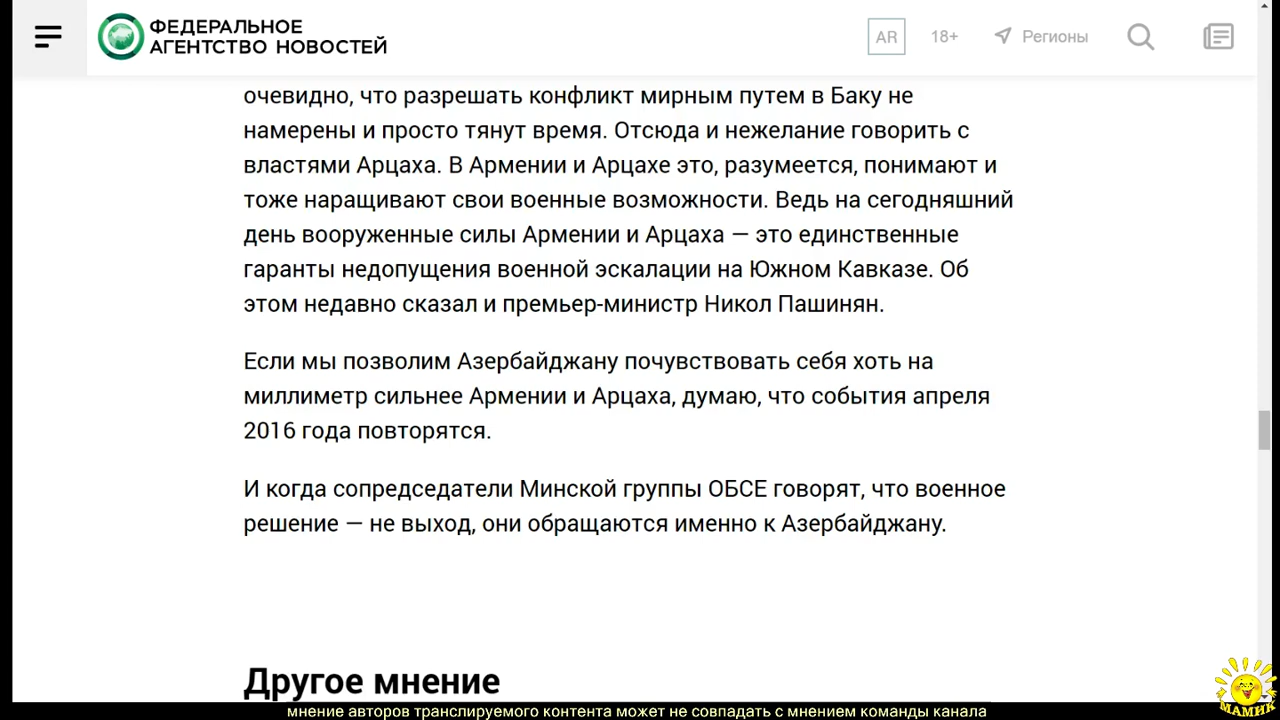 ФЕДЕРАЛЬНОЕ
АГЕНТСТВО НОВОСТЕЙ
AR
18+
Регионы
очевидно, что разрешать конфликт мирным путем в Баку не
намерены и просто тянут время. Отсюда и нежелание говорить с
властями Арцаха. В Армении и Арцахе это, разумеется, понимают и
тоже наращивают свои военные возможности. Ведь на сегодняшний
день вооруженные силы Армении и Арцаха — это единственные
гаранты недопущения военной эскалации на Южном Кавказе. Об
этом недавно сказал и премьер-министр Никол Пашинян.
Если мы позволим Азербайджану почувствовать себя хоть на
миллиметр сильнее Армении и Арцаха, думаю, что события апреля
2016 года повторятся.
И когда сопредседатели Минской группы ОБСЕ говорят, что военное
решение — не выход, они обращаются именно к Азербайджану.
Другое мнение
МАМИК
мнение авторов транслируемого контента может не совпадать с мнением команды канала